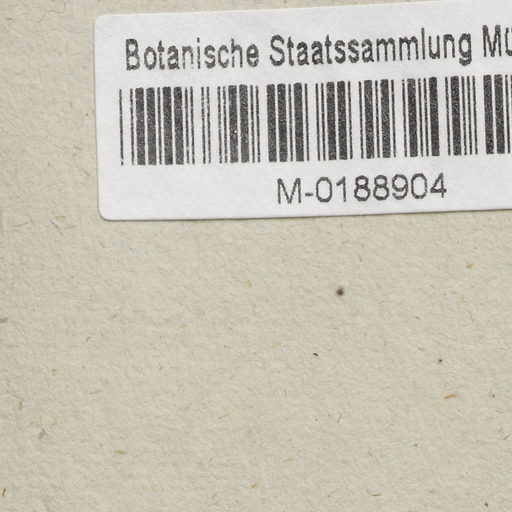 Botanische Staatssammlung Mü
M-0188904